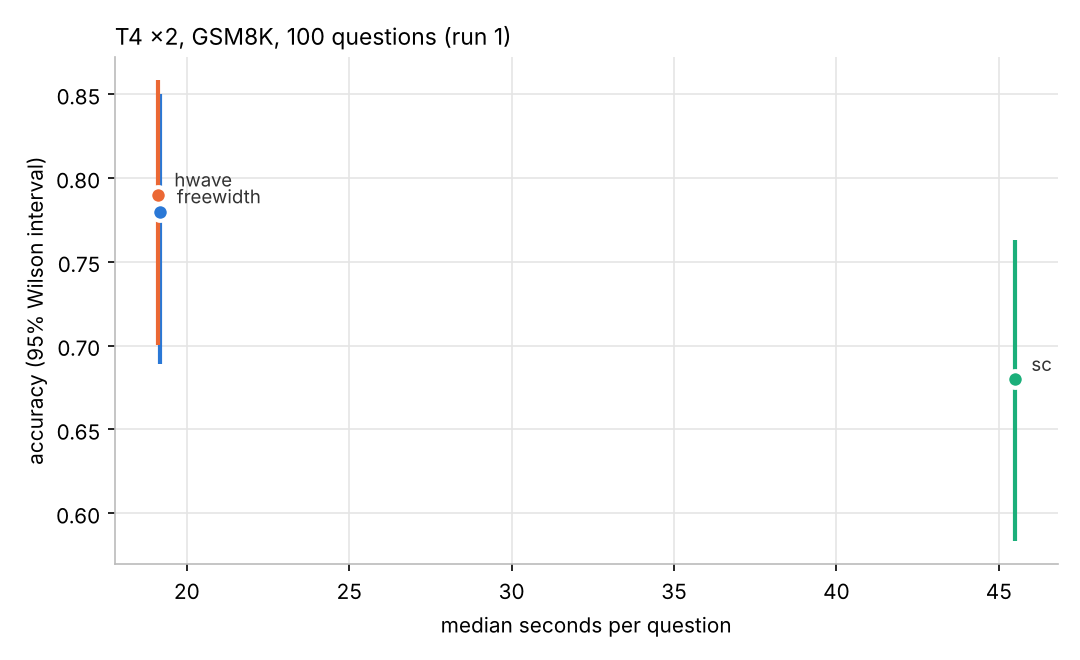 T4 ×2, GSM8K, 100 questions (run 1)
accuracy (95% Wilson interval)
0.85
0.80
0.75
0.70
0.65
0.60
hwave
freewidth
sc
20 25 30 35 40 45
median seconds per question